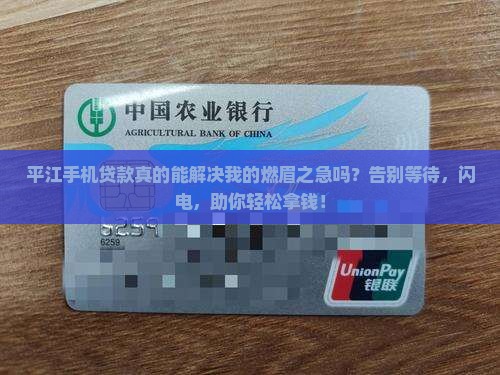 中国农业银行
AGRICULTURAL BANK OF CHINA
平江手机贷款真的能解决我的燃眉之急吗?告别等待，闪
电，助你轻松拿钱！
6259
6259
UnionPay
银联